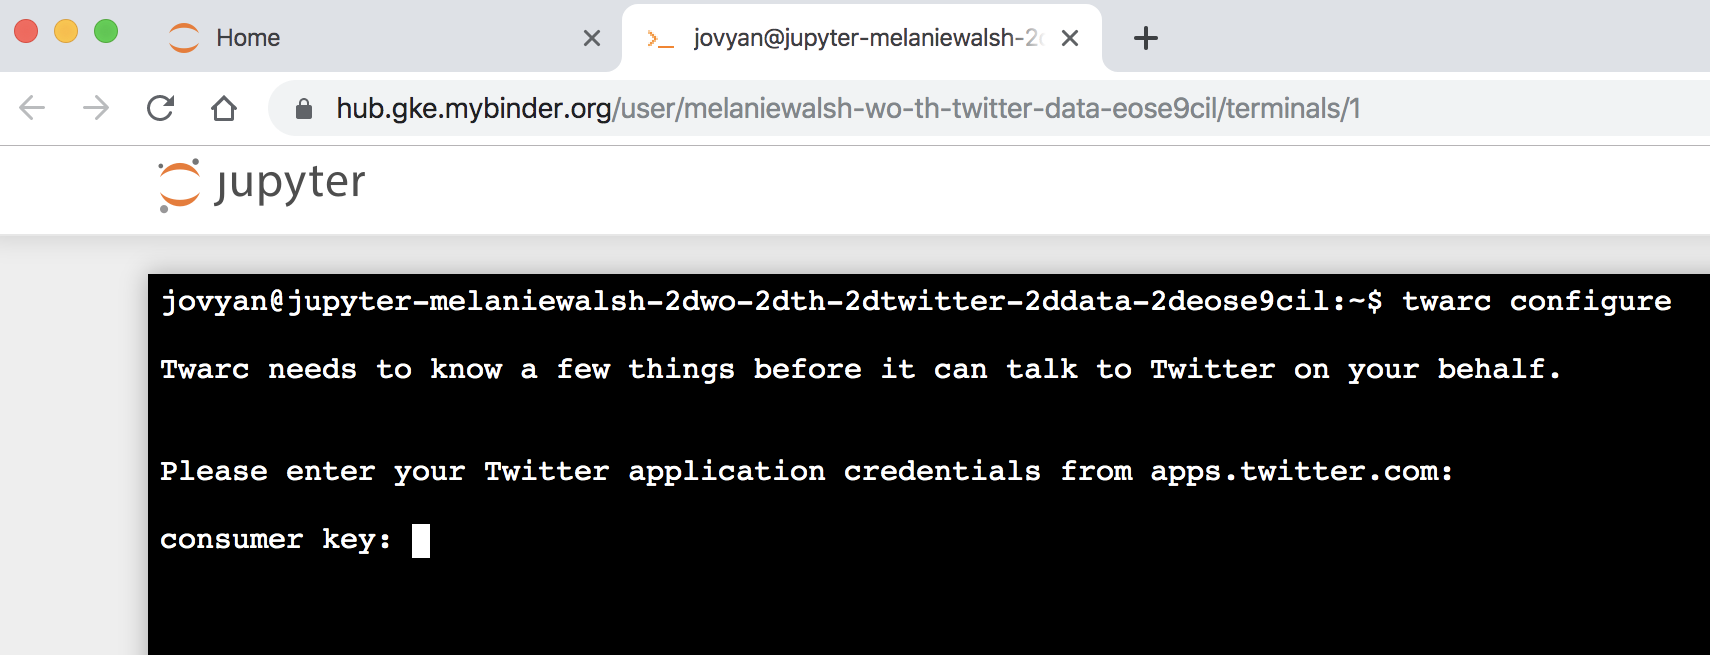 Home
jovyan@jupyter-melaniewalsh-2d
hub.gke.mybinder.org/user/melaniewalsh-wo-th-twitter-data-eose9cil/terminals/1
jupyter
jovyan@jupyter-melaniewalsh-2dwo-2dth-2dtwitter-2ddata-2deose9cil:~$ twarc configure
Twarc needs to know a few things before it can talk to Twitter on your behalf.
Please enter your Twitter application credentials from apps.twitter.com:
consumer key: